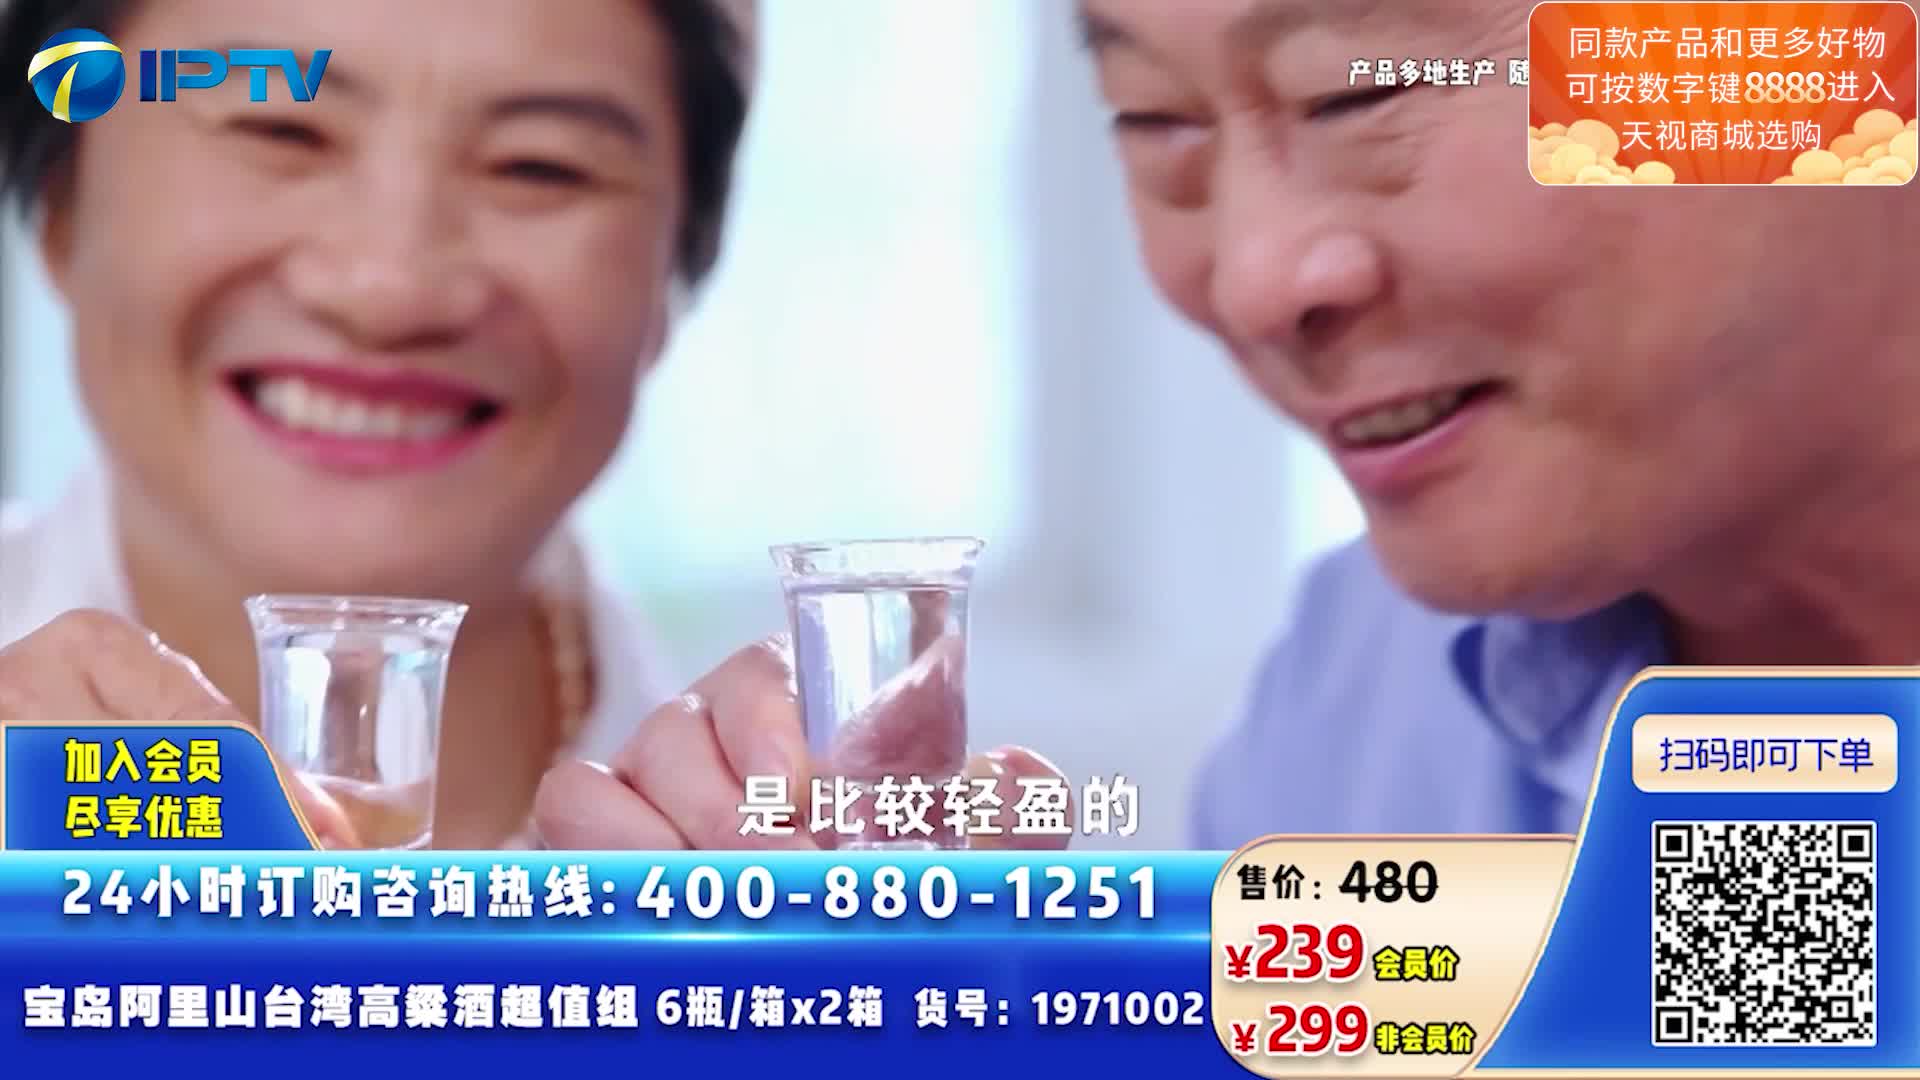 IPTV
产品多地生产 随
同款产品和更多好物
可按数字键8888进入
天视商城选购
加入会员
尽享优惠
是比较轻盈的
扫码即可下单
24小时订购咨询热线:400-880-1251
售价: 480
¥239 会员价
¥299 非会员价
宝岛阿里山台湾高粱酒超值组 6瓶/箱x2箱 货号: 1971002